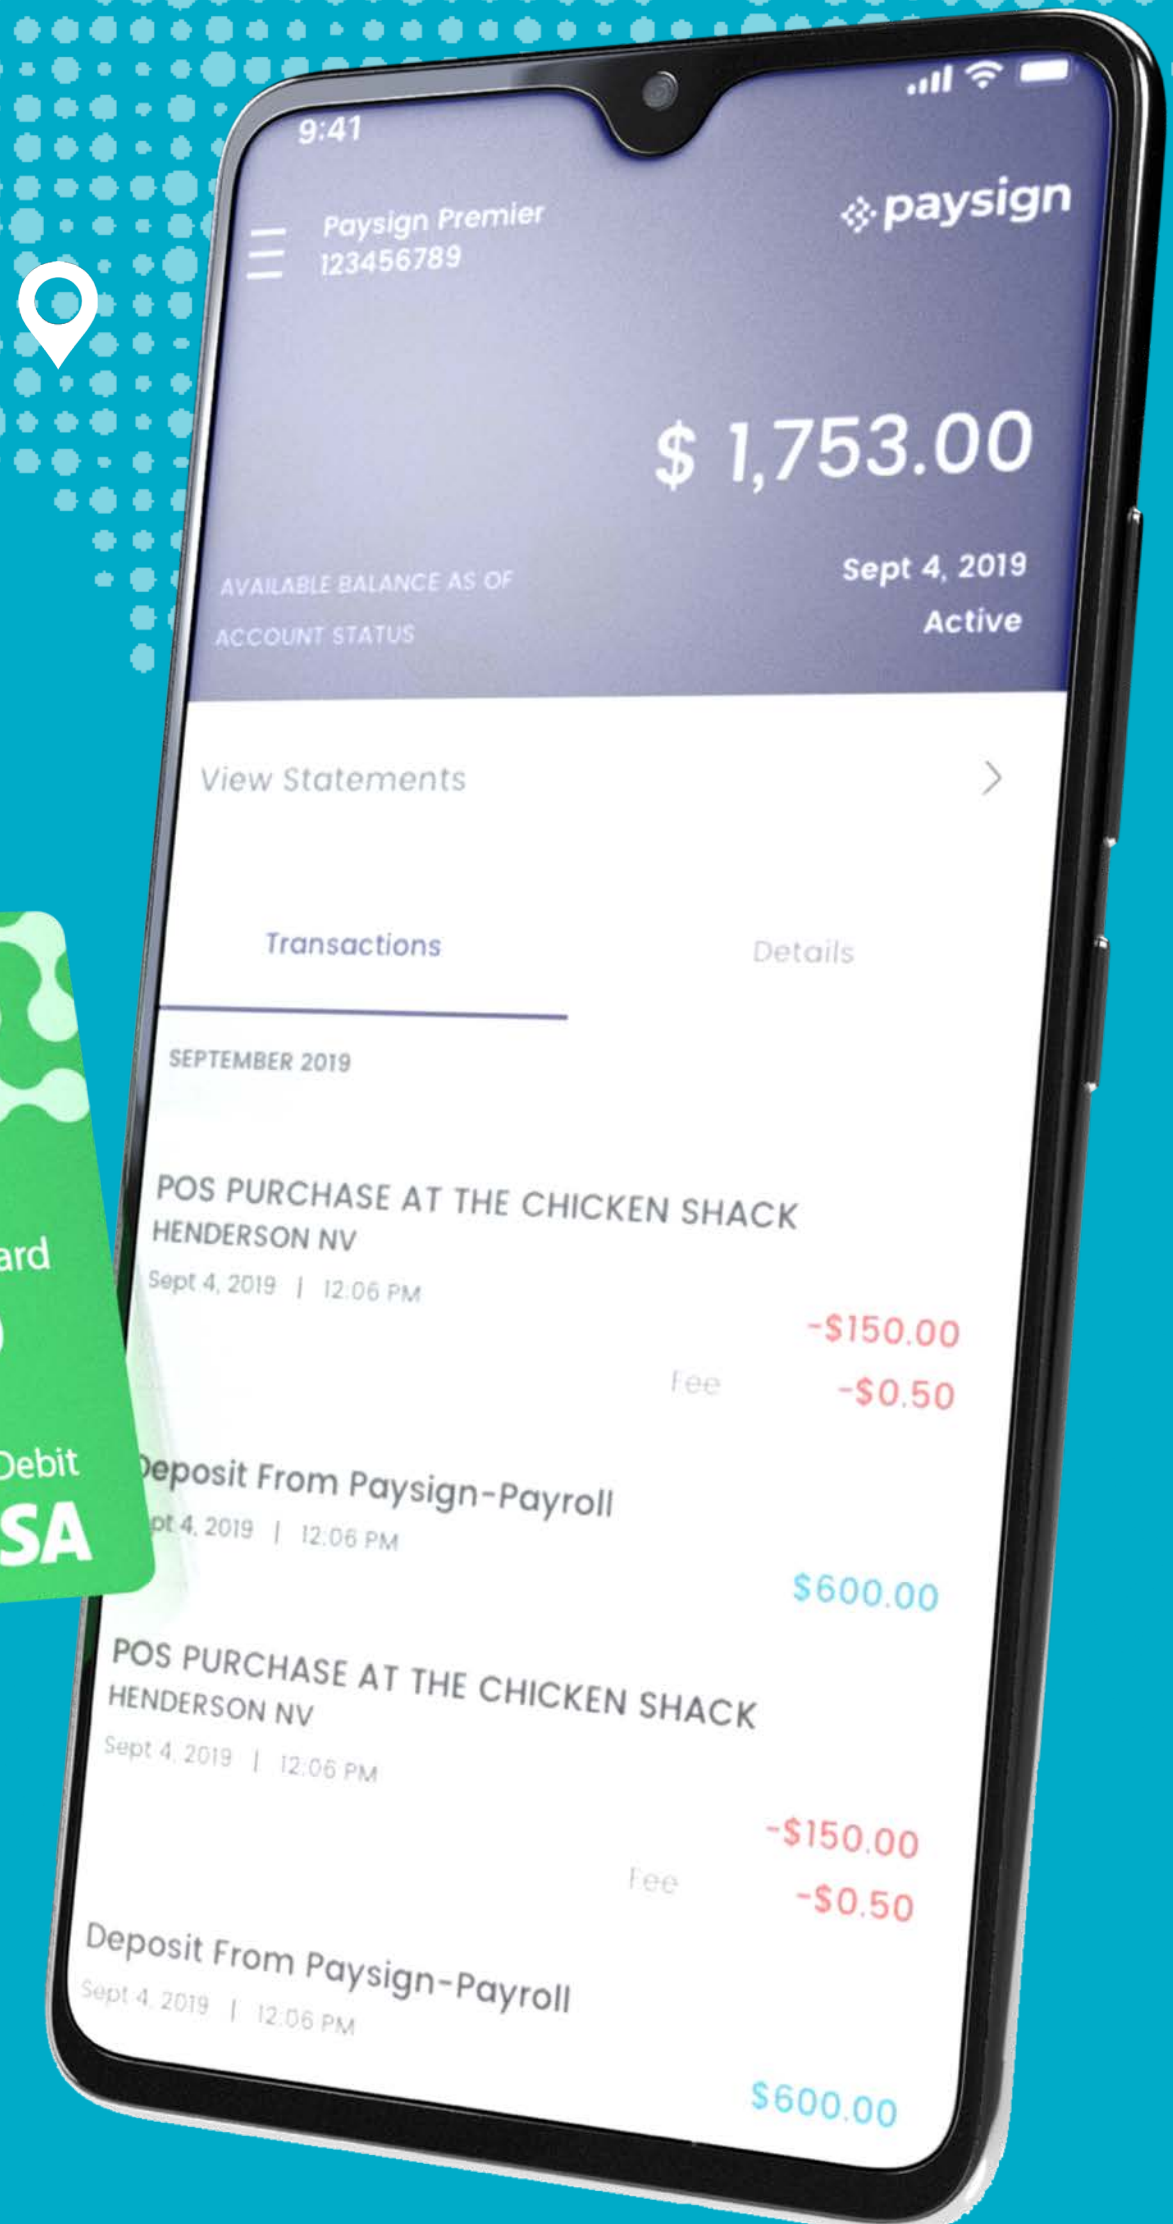 9:41
Paysign Premier
123456789
paysign
$ 1,753.00
AVAILABLE BALANCE AS OF Sept 4, 2019
ACCOUNT STATUS Active
View Statements
Transactions Details
SEPTEMBER 2019
POS PURCHASE AT THE CHICKEN SHACK
HENDERSON NV
Sept 4, 2019 | 12:06 PM
-$150.00
Fee -$0.50
ard
Deposit From Paysign-Payroll
pt 4, 2019 | 12:06 PM
$600.00
Debit
SA
POS PURCHASE AT THE CHICKEN SHACK
HENDERSON NV
Sept 4, 2019 | 12:06 PM
-$150.00
Fee -$0.50
Deposit From Paysign-Payroll
Sept 4, 2019 | 12:06 PM
$600.00